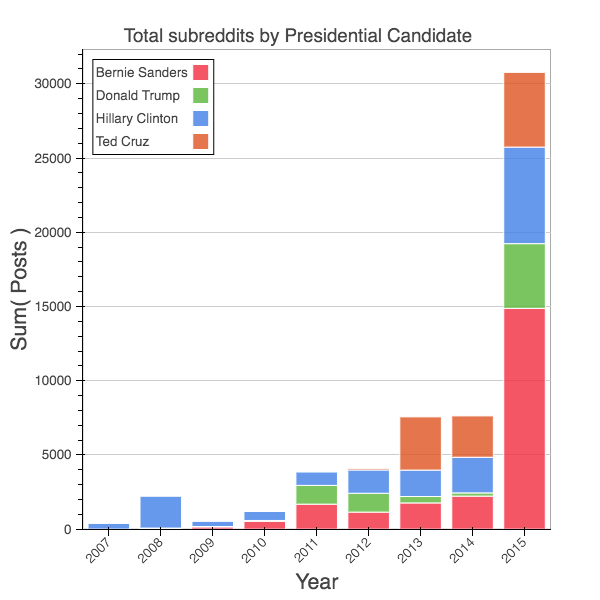 Total subreddits by Presidential Candidate
Bernie Sanders
Donald Trump
Hillary Clinton
Ted Cruz
Sum( Posts )
30000
25000
20000
15000
10000
5000
0
2007
2008
2009
2010
2011
2012
2013
2014
2015
Year